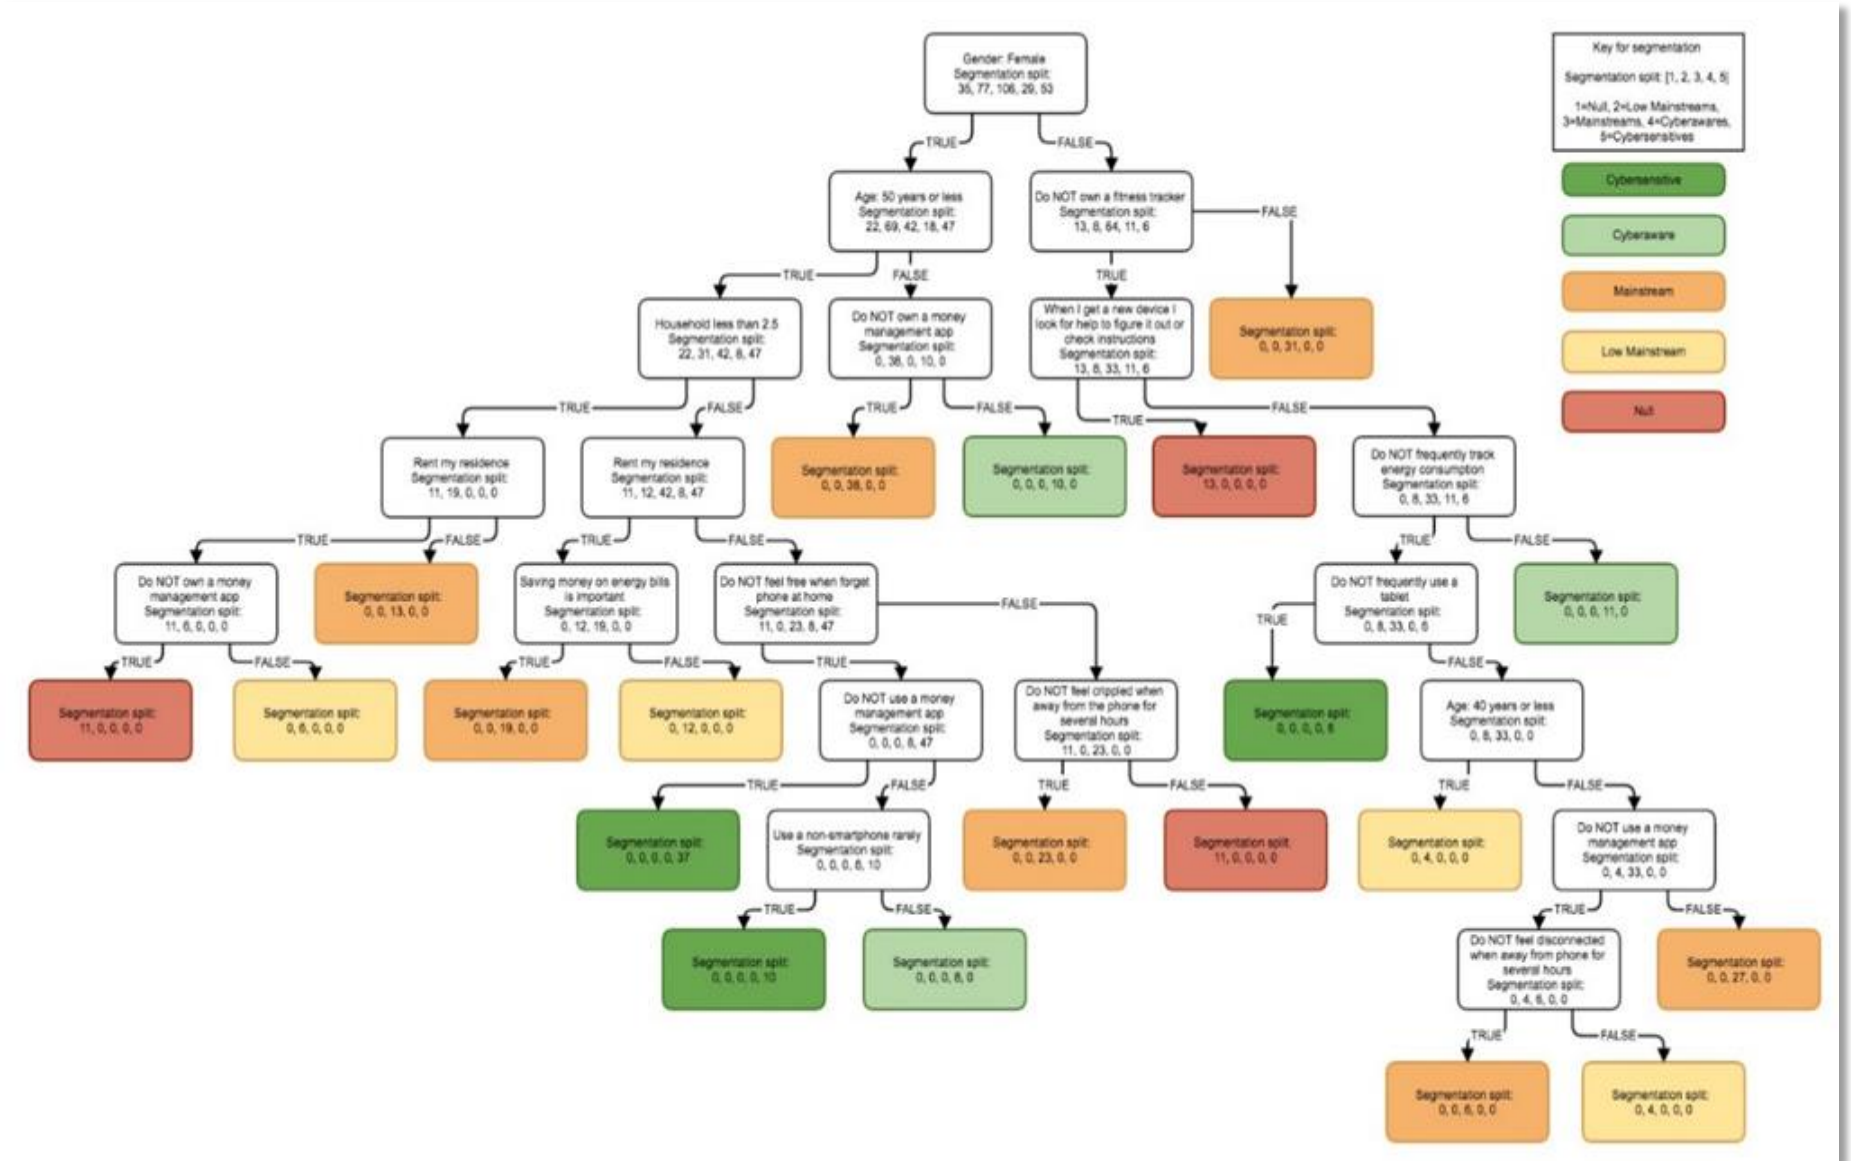 Gender: Female
Segmentation split:
35, 77, 106, 29, 53
Key for segmentation
Segmentation split: [1, 2, 3, 4, 5]
1=Null, 2=Low Mainstreams,
3=Mainstreams, 4=Cyberawares,
5=Cybersensitives
TRUE
FALSE
Cybersensitive
Age: 50 years or less
Segmentation split:
22, 69, 42, 18, 47
Do NOT own a fitness tracker
Segmentation split:
13, 8, 64, 11, 6
FALSE
Cyberaware
TRUE
FALSE
TRUE
Mainstream
Household less than 2.5
Segmentation split:
22, 31, 42, 8, 47
Do NOT own a money
management app
Segmentation split:
0, 38, 0, 10, 0
When I get a new device I
look for help to figure it out or
check instructions
Segmentation split:
13, 8, 33, 11, 6
Segmentation split:
0, 0, 31, 0, 0
Low Mainstream
TRUE
FALSE
TRUE
FALSE
TRUE
FALSE
Null
Rent my residence
Segmentation split:
11, 19, 0, 0, 0
Rent my residence
Segmentation split:
11, 12, 42, 8, 47
Segmentation split:
0, 0, 38, 0, 0
Segmentation split:
0, 0, 0, 10, 0
Segmentation split:
13, 0, 0, 0, 0
Do NOT frequently track
energy consumption
Segmentation split:
0, 8, 33, 11, 6
TRUE
FALSE
TRUE
FALSE
TRUE
FALSE
Do NOT own a money
management app
Segmentation split:
11, 6, 0, 0, 0
Segmentation split:
0, 0, 13, 0, 0
Saving money on energy bills
is important
Segmentation split:
0, 12, 19, 0, 0
Do NOT feel free when forget
phone at home
Segmentation split:
11, 0, 23, 8, 47
FALSE
Do NOT frequently use a
tablet
Segmentation split:
0, 8, 33, 0, 6
TRUE
Segmentation split:
0, 0, 0, 11, 0
TRUE
FALSE
TRUE
FALSE
TRUE
FALSE
Segmentation split:
11, 0, 0, 0, 0
Segmentation split:
0, 6, 0, 0, 0
Segmentation split:
0, 0, 19, 0, 0
Segmentation split:
0, 12, 0, 0, 0
Do NOT use a money
management app
Segmentation split:
0, 0, 0, 8, 47
Do NOT feel crippled when
away from the phone for
several hours
Segmentation split:
11, 0, 23, 0, 0
Segmentation split:
0, 0, 0, 0, 6
Age: 40 years or less
Segmentation split:
0, 8, 33, 0, 0
TRUE
FALSE
TRUE
FALSE
TRUE
FALSE
Segmentation split:
0, 0, 0, 0, 37
Use a non-smartphone rarely
Segmentation split:
0, 0, 0, 8, 10
Segmentation split:
0, 0, 23, 0, 0
Segmentation split:
11, 0, 0, 0, 0
Segmentation split:
0, 4, 0, 0, 0
Do NOT use a money
management app
Segmentation split:
0, 4, 33, 0, 0
TRUE
FALSE
TRUE
FALSE
Segmentation split:
0, 0, 0, 0, 10
Segmentation split:
0, 0, 0, 8, 0
Do NOT feel disconnected
when away from phone for
several hours
Segmentation split:
0, 4, 6, 0, 0
Segmentation split:
0, 0, 27, 0, 0
TRUE
FALSE
Segmentation split:
0, 0, 6, 0, 0
Segmentation split:
0, 4, 0, 0, 0